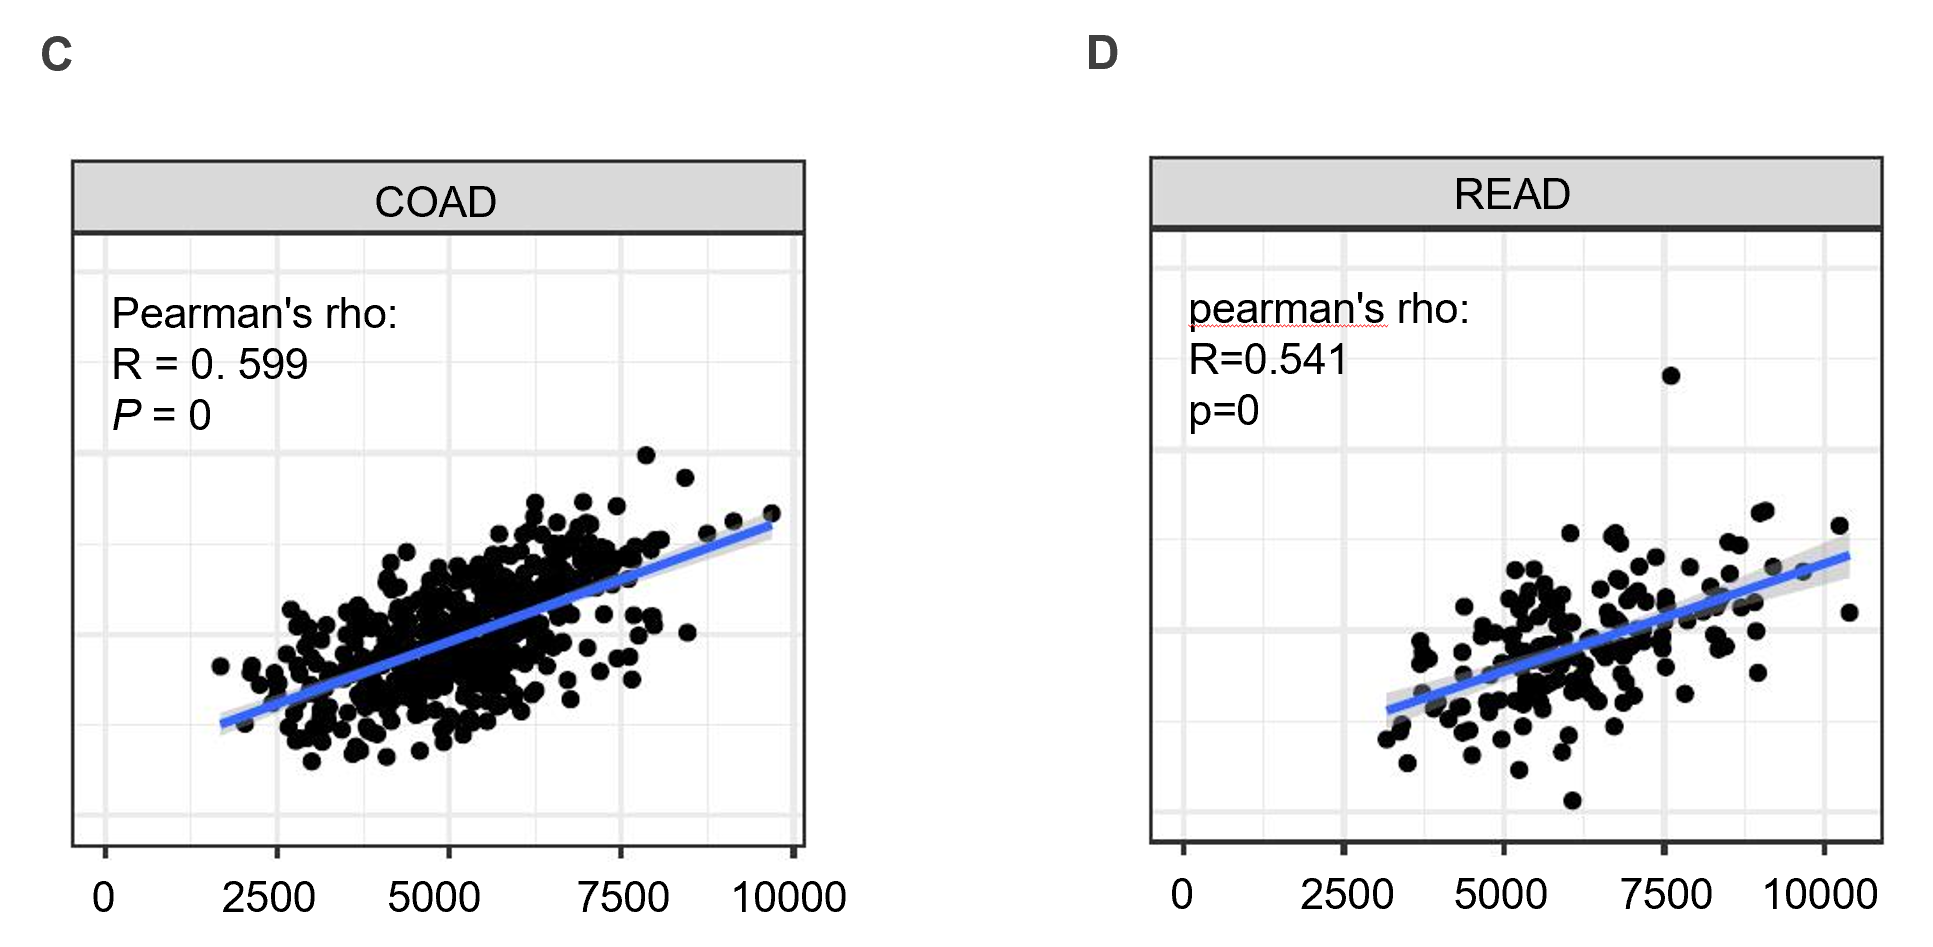 C
COAD
Pearman's rho:
R = 0. 599
P = 0
0 2500 5000 7500 10000
D
READ
pearman's rho:
R=0.541
p=0
0 2500 5000 7500 10000